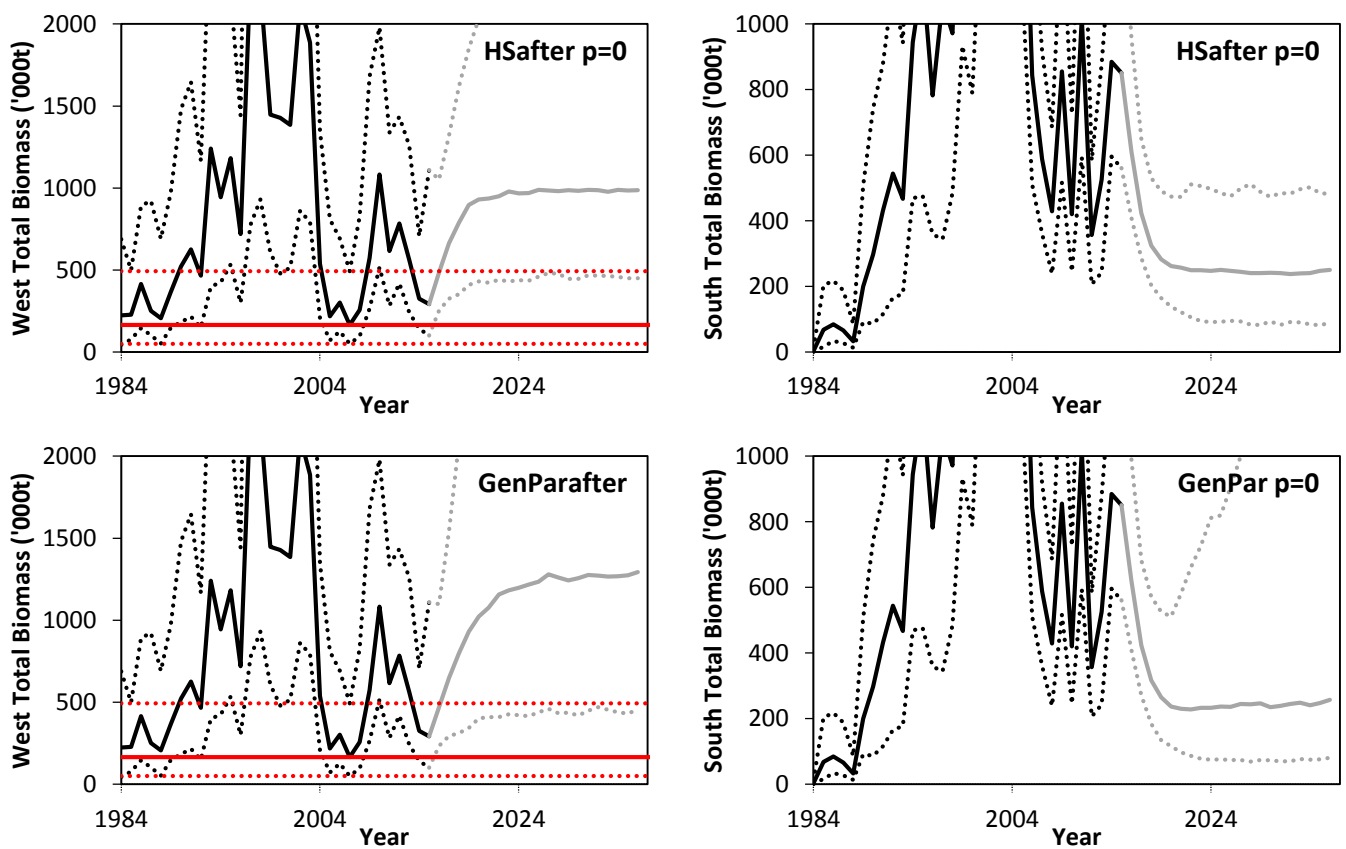 West Total Biomass ('000t)
2000
1500
1000
500
0
HSafter p=0
1984
2004
2024
Year
South Total Biomass ('000t)
1000
800
600
400
200
0
HSafter p=0
1984
2004
2024
Year
West Total Biomass ('000t)
2000
1500
1000
500
0
GenParafter
1984
2004
2024
Year
South Total Biomass ('000t)
1000
800
600
400
200
0
GenPar p=0
1984
2004
2024
Year